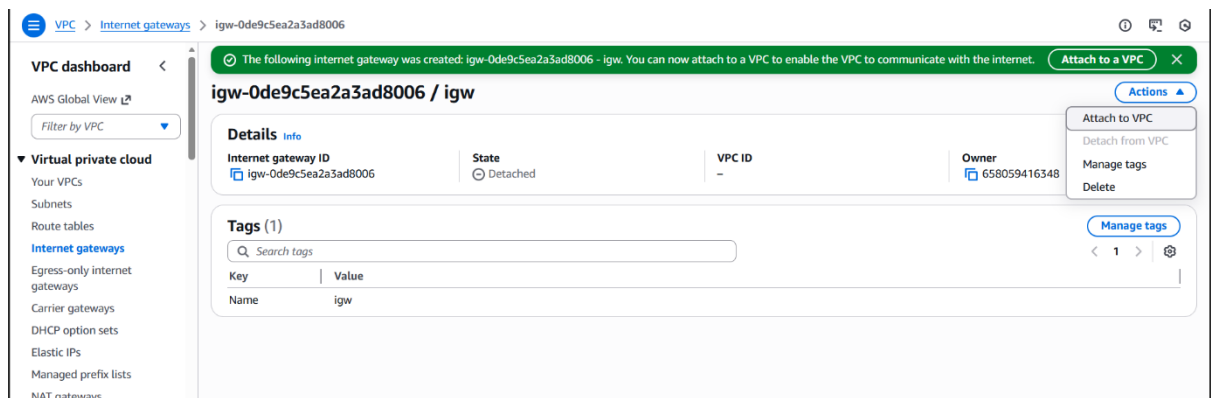 VPC > Internet gateways > igw-0de9c5ea2a3ad8006
VPC dashboard
AWS Global View
Filter by VPC
Virtual private cloud
Your VPCs
Subnets
Route tables
Internet gateways
Egress-only internet
gateways
Carrier gateways
DHCP option sets
Elastic IPs
Managed prefix lists
NAT gateways
The following internet gateway was created: igw-0de9c5ea2a3ad8006 - igw. You can now attach to a VPC to enable the VPC to communicate with the internet. Attach to a VPC
igw-0de9c5ea2a3ad8006 / igw
Actions
Attach to VPC
Detach from VPC
Manage tags
Delete
Details Info
Internet gateway ID
igw-0de9c5ea2a3ad8006
State
Detached
VPC ID
–
Owner
658059416348
Tags (1)
Manage tags
Search tags
< 1 >
Key Value
Name igw